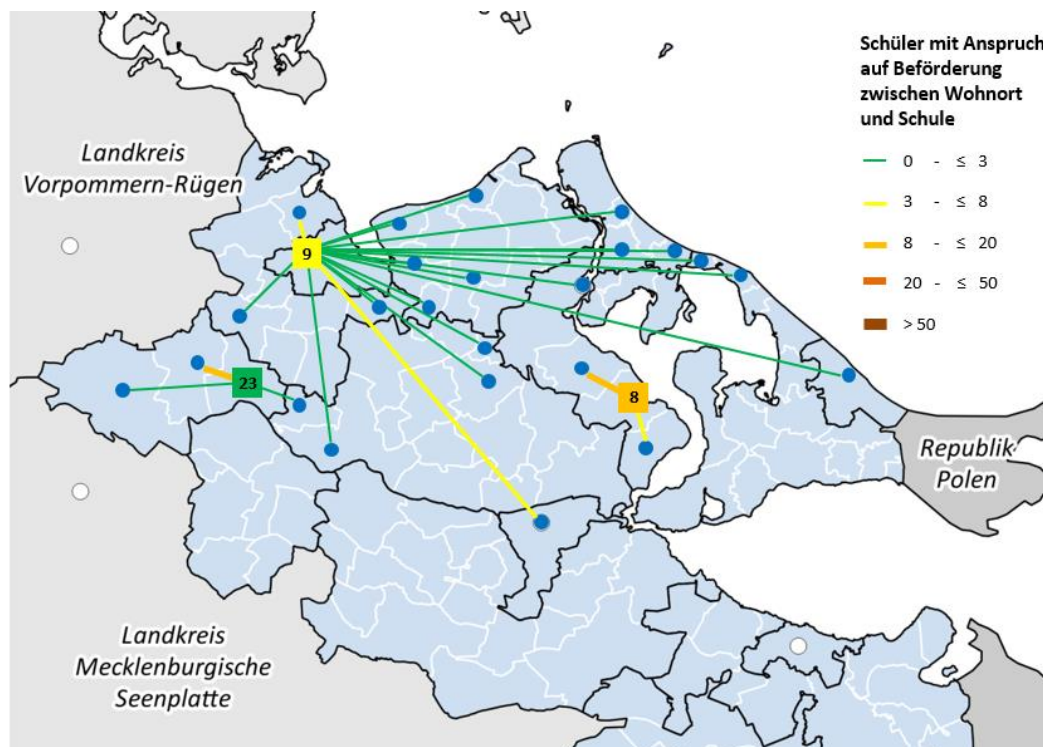 Schüler mit Anspruch
auf Beförderung
zwischen Wohnort
und Schule
0 - ≤ 3
3 - ≤ 8
8 - ≤ 20
20 - ≤ 50
> 50
Landkreis
Vorpommern-Rügen
9
23
8
Republik
Polen
Landkreis
Mecklenburgische
Seenplatte